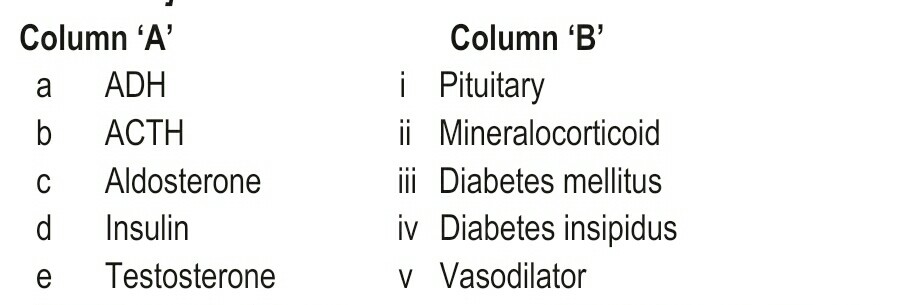 Column ‘A’ Column ‘B’
a ADH i Pituitary
b ACTH ii Mineralocorticoid
c Aldosterone iii Diabetes mellitus
d Insulin iv Diabetes insipidus
e Testosterone v Vasodilator